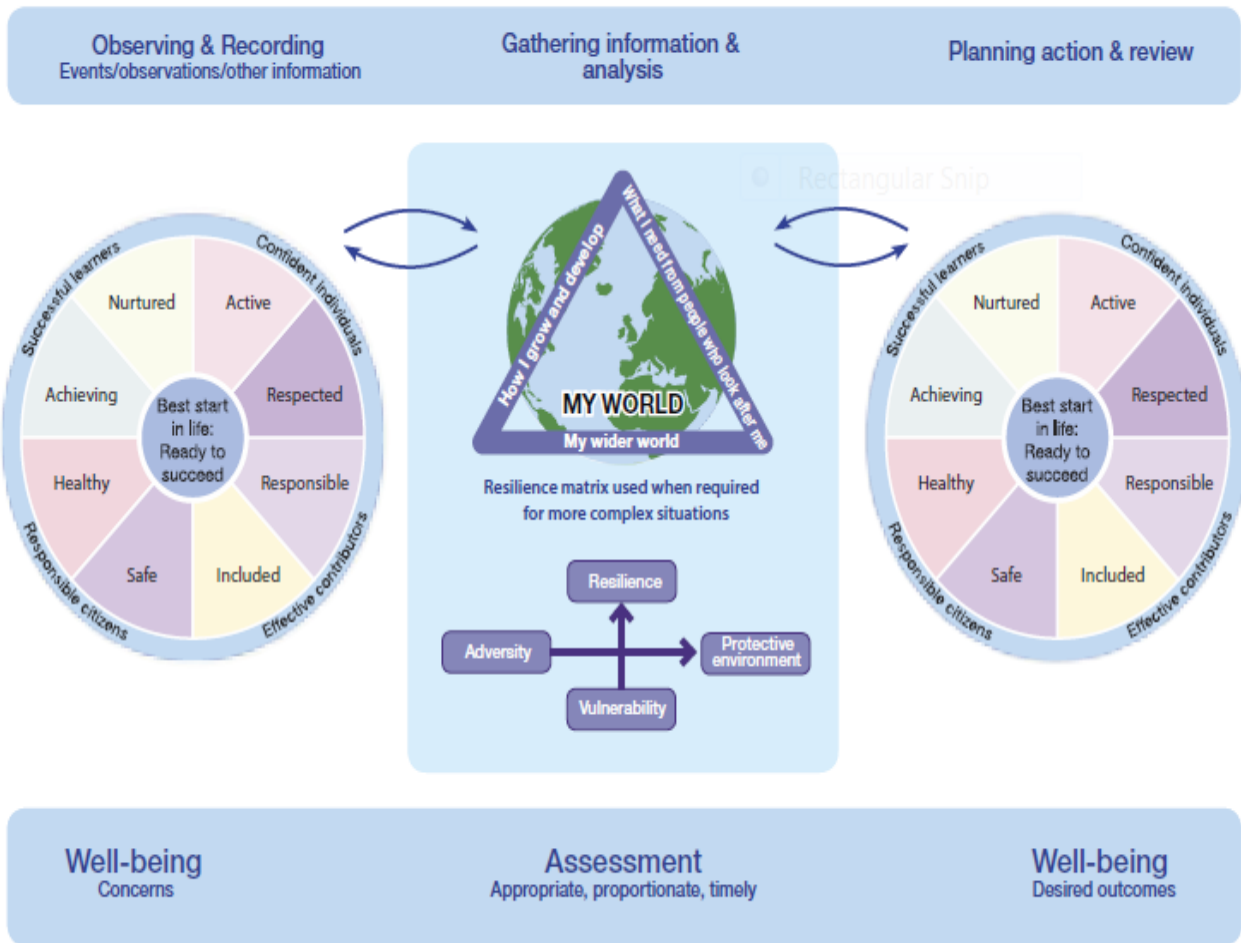 Observing & Recording
Events/observations/other information
Gathering information &
analysis
Planning action & review
© Rectangular Snip
Successful learners
Confident individuals
Nurtured
Active
Achieving
Respected
Best start
in life:
Ready to
succeed
Healthy
Responsible
Safe
Included
Responsible citizens
Effective contributors
How I grow and develop
What I need from people who look after me
MY WORLD
My wider world
Resilience matrix used when required
for more complex situations
Resilience
Adversity
Protective
environment
Vulnerability
Successful learners
Confident individuals
Nurtured
Active
Achieving
Respected
Best start
in life:
Ready to
succeed
Healthy
Responsible
Safe
Included
Responsible citizens
Effective contributors
Well-being
Concerns
Assessment
Appropriate, proportionate, timely
Well-being
Desired outcomes